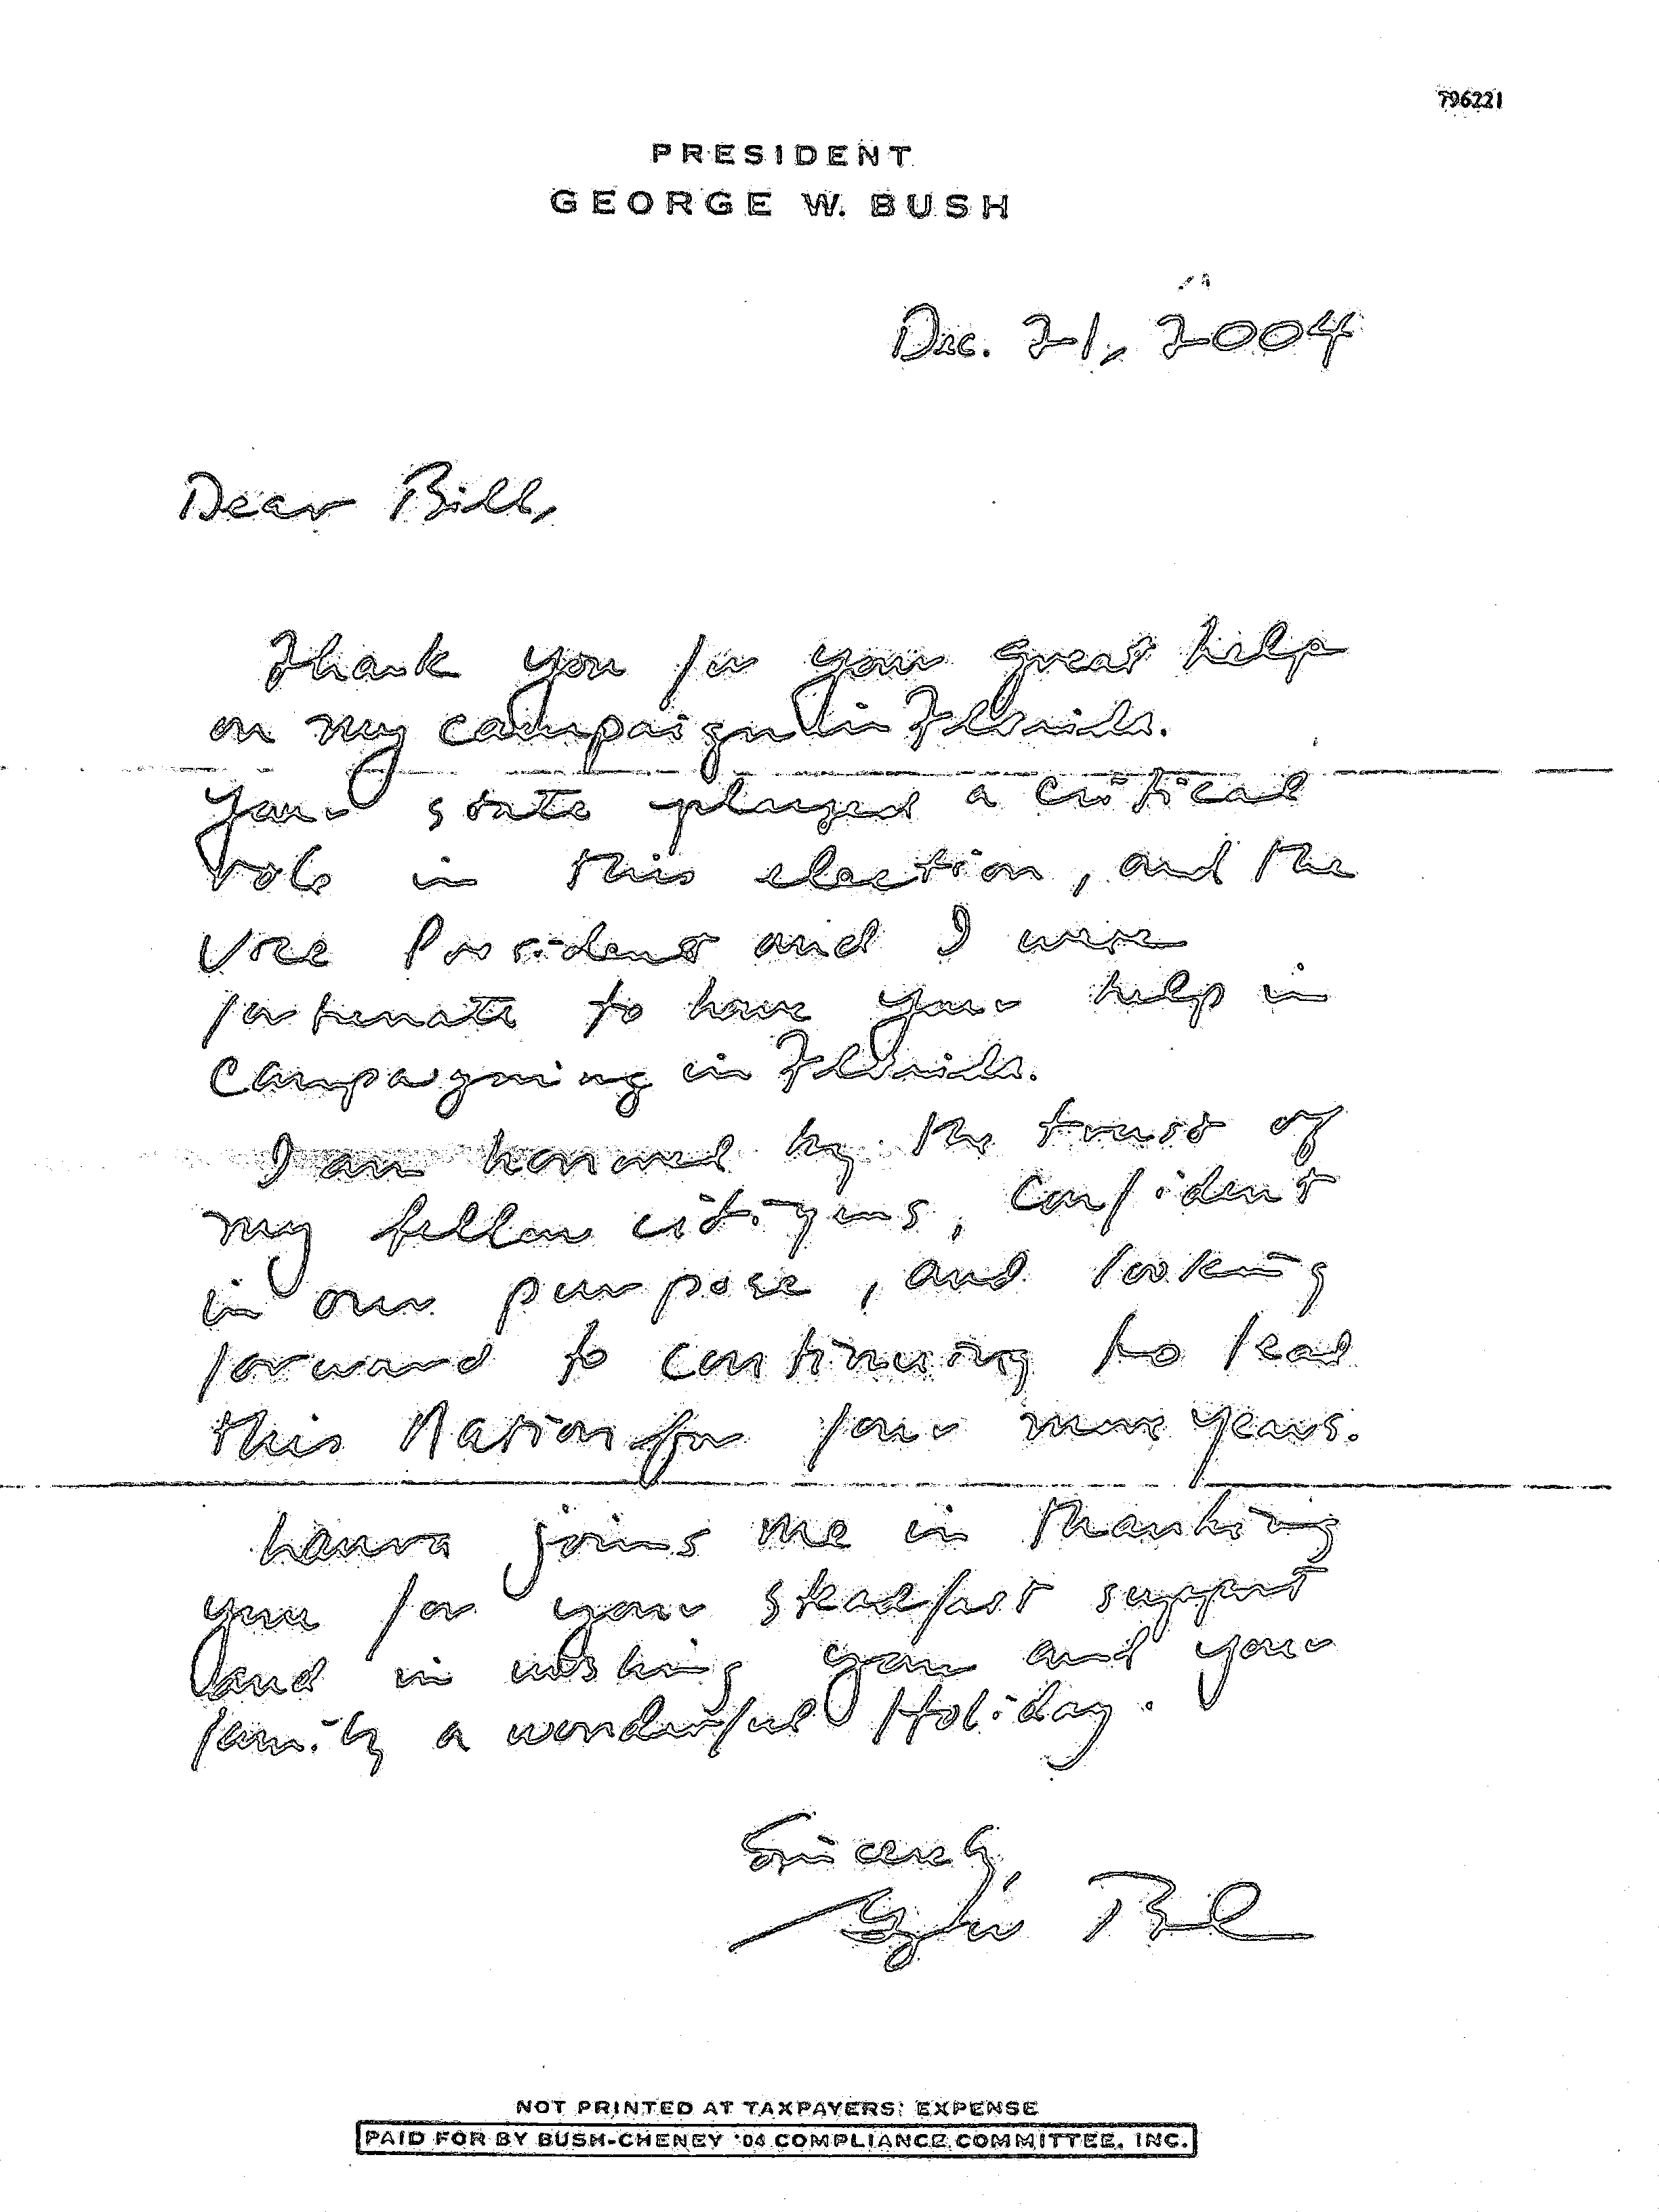 796221
PRESIDENT
GEORGE W. BUSH
Dec. 21, 2004
Dear Bill,
Thank you for your great help
on my campaign in Florida.
Your state played a critical
role in this election, and the
Vice President and I were
fortunate to have your help in
campaigning in Florida.
I am honored by the trust of
my fellow citizens, confident
in our purpose, and looking
forward to continuing to lead
this Nation for four more years.
Laura joins me in thanking
you for your steadfast support
and in wishing you and your
family a wonderful Holiday.
Sincerely,
George Bush
NOT PRINTED AT TAXPAYERS' EXPENSE
PAID FOR BY BUSH-CHENEY '04 COMPLIANCE COMMITTEE, INC.